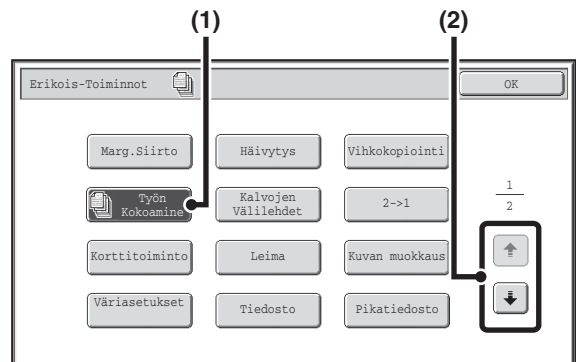 (1)
(2)
Erikois-Toiminnot
OK
Marg.Siirto
Häivytys
Vihkokopiointi
Työn
Kokoamine
Kalvojen
Välilehdet
2->1
1
2
Korttitoiminto
Leima
Kuvan muokkaus
Väriasetukset
Tiedosto
Pikatiedosto